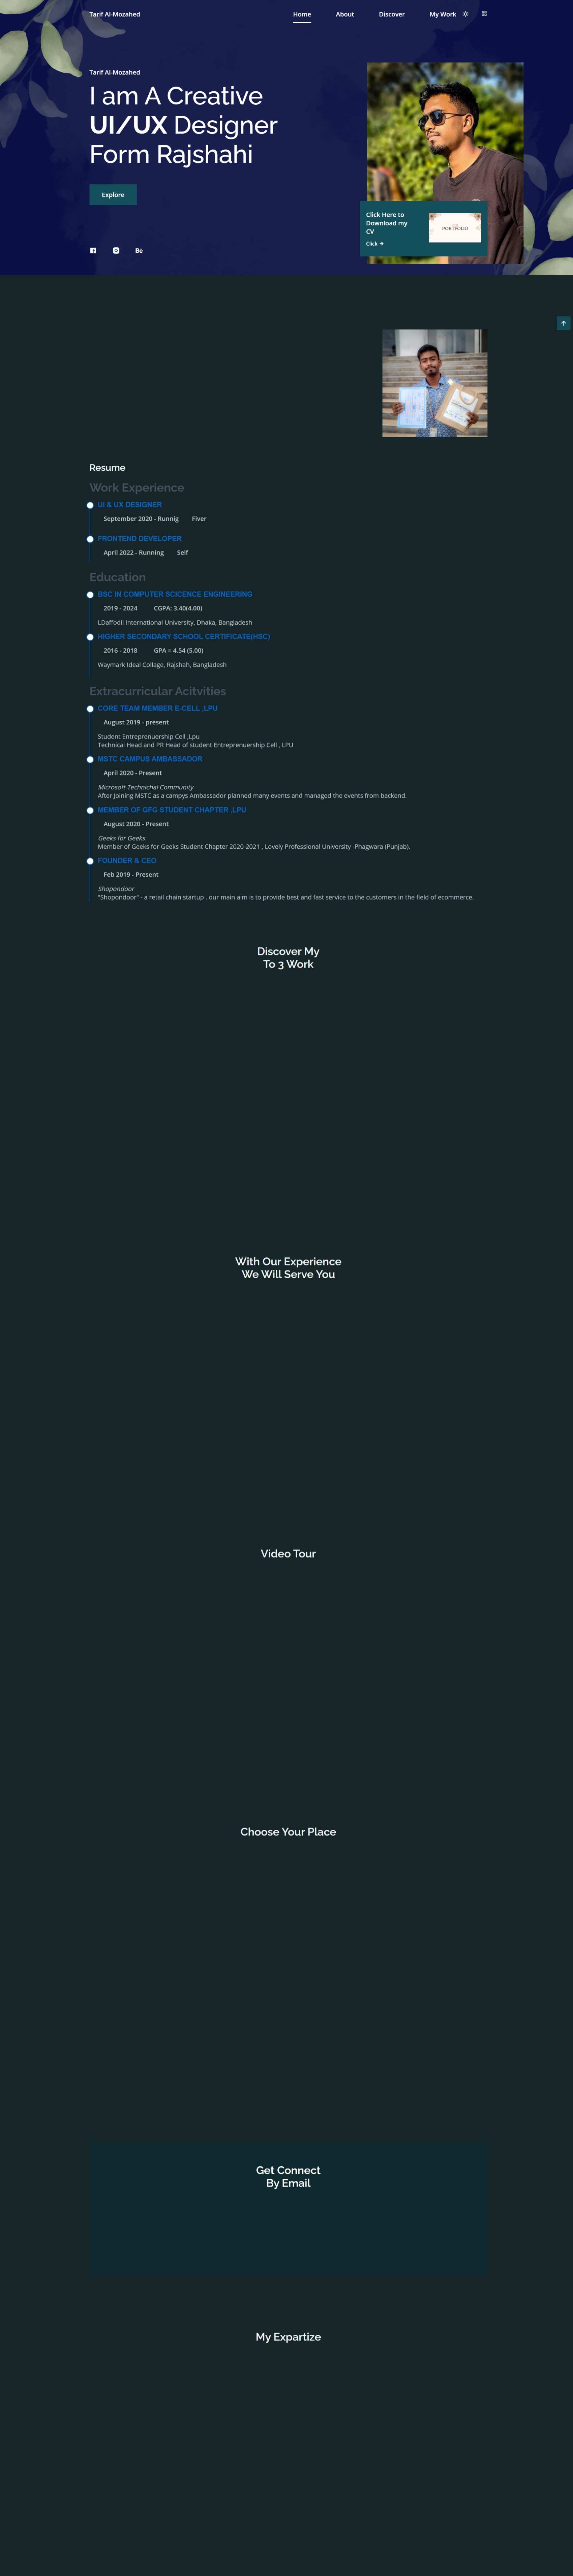 Tarif Al-Mozahed
Home
About
Discover
My Work
Tarif Al-Mozahed
I am A Creative
UI/UX Designer
Form Rajshahi
Explore
Click Here to
Download my
CV
Click →
PORTFOLIO
Bē
Resume
Work Experience
UI & UX DESIGNER
September 2020 - Runnig Fiver
FRONTEND DEVELOPER
April 2022 - Running Self
Education
BSC IN COMPUTER SCICENCE ENGINEERING
2019 - 2024 CGPA: 3.40(4.00)
LDaffodil International University, Dhaka, Bangladesh
HIGHER SECONDARY SCHOOL CERTIFICATE(HSC)
2016 - 2018 GPA = 4.54 (5.00)
Waymark Ideal Collage, Rajshah, Bangladesh
Extracurricular Acitvities
CORE TEAM MEMBER E-CELL ,LPU
August 2019 - present
Student Entreprenuership Cell ,Lpu
Technical Head and PR Head of student Entreprenuership Cell , LPU
MSTC CAMPUS AMBASSADOR
April 2020 - Present
Microsoft Technichal Community
After Joining MSTC as a campys Ambassador planned many events and managed the events from backend.
MEMBER OF GFG STUDENT CHAPTER ,LPU
August 2020 - Present
Geeks for Geeks
Member of Geeks for Geeks Student Chapter 2020-2021 , Lovely Professional University -Phagwara (Punjab).
FOUNDER & CEO
Feb 2019 - Present
Shopondoor
"Shopondoor" - a retail chain startup . our main aim is to provide best and fast service to the customers in the field of ecommerce.
Discover My
To 3 Work
With Our Experience
We Will Serve You
Video Tour
Choose Your Place
Get Connect
By Email
My Expartize